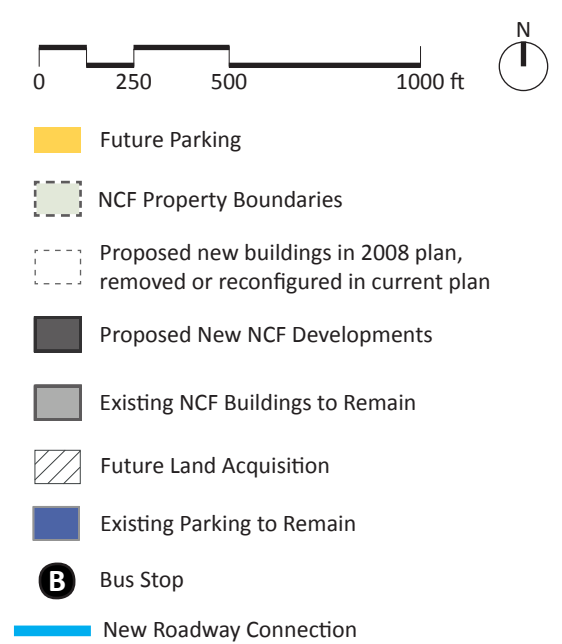 N
0 250 500 1000 ft
Future Parking
NCF Property Boundaries
Proposed new buildings in 2008 plan,
removed or reconfigured in current plan
Proposed New NCF Developments
Existing NCF Buildings to Remain
Future Land Acquisition
Existing Parking to Remain
B Bus Stop
New Roadway Connection